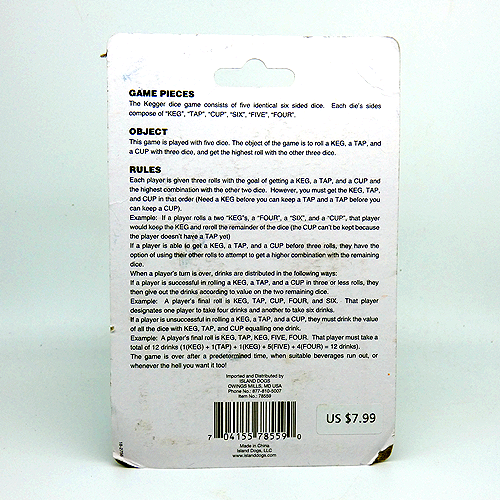 GAME PIECES
The Kegger dice game consists of five identical six sided dice. Each die's sides
compose of "KEG", "TAP", "CUP", "SIX", "FIVE", "FOUR".
OBJECT
This game is played with five dice. The object of the game is to roll a KEG, a TAP, and
a CUP with three dice, and get the highest roll with the other three dice.
RULES
Each player is given three rolls with the goal of getting a KEG, a TAP, and a CUP and
the highest combination with the other two dice. However, you must get the KEG, TAP,
and CUP in that order (Need a KEG before you can keep a TAP and a TAP before you
can keep a CUP).
Example: If a player rolls a two "KEG"s, a "FOUR", a "SIX", and a "CUP", that player
would keep the KEG and reroll the remainder of the dice (the CUP can't be kept because
the player doesn't have a TAP yet)
If a player is able to get a KEG, a TAP, and a CUP before three rolls, they have the
option of using their other rolls to attempt to get a higher combination with the remaining
dice.
When a player's turn is over, drinks are distributed in the following ways:
If a player is successful in rolling a KEG, a TAP, and a CUP in three or less rolls, they
then give out the drinks according to value on the two remaining dice.
Example: A player's final roll is KEG, TAP, CUP, FOUR, and SIX. That player
designates one player to take four drinks and another to take six drinks.
If a player is unsuccessful in rolling a KEG, a TAP, and a CUP, they must drink the value
of all the dice with KEG, TAP, and CUP equalling one drink.
Example: A player's final roll is KEG, TAP, KEG, FIVE, FOUR. That player must take a
total of 12 drinks (1(KEG) + 1(TAP) + 1(KEG) + 5(FIVE) + 4(FOUR) = 12 drinks).
The game is over after a predetermined time, when suitable beverages run out, or
whenever the hell you want it too!
Imported and Distributed by
ISLAND DOGS
OWINGS MILLS, MD USA
Phone No: 877-810-5007
Item No.: 78559
7 04155 78559 0
Made in China
Island Dogs, LLC
www.islanddogs.com
US $7.99